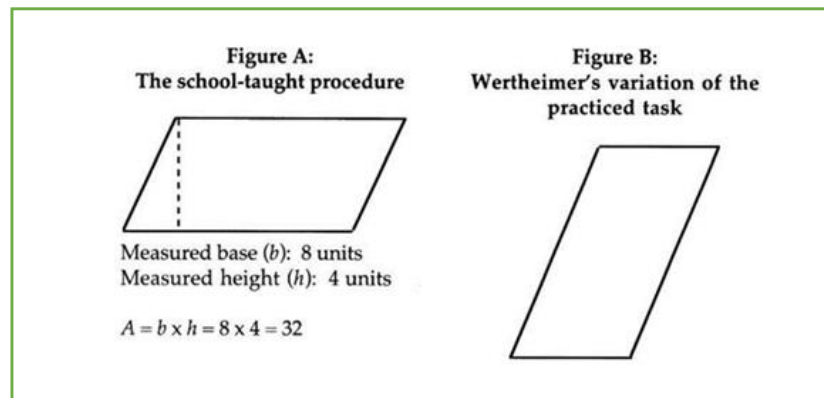 Figure A:
The school-taught procedure
Measured base (b): 8 units
Measured height (h): 4 units
A = b x h = 8 x 4 = 32
Figure B:
Wertheimer's variation of the
practiced task